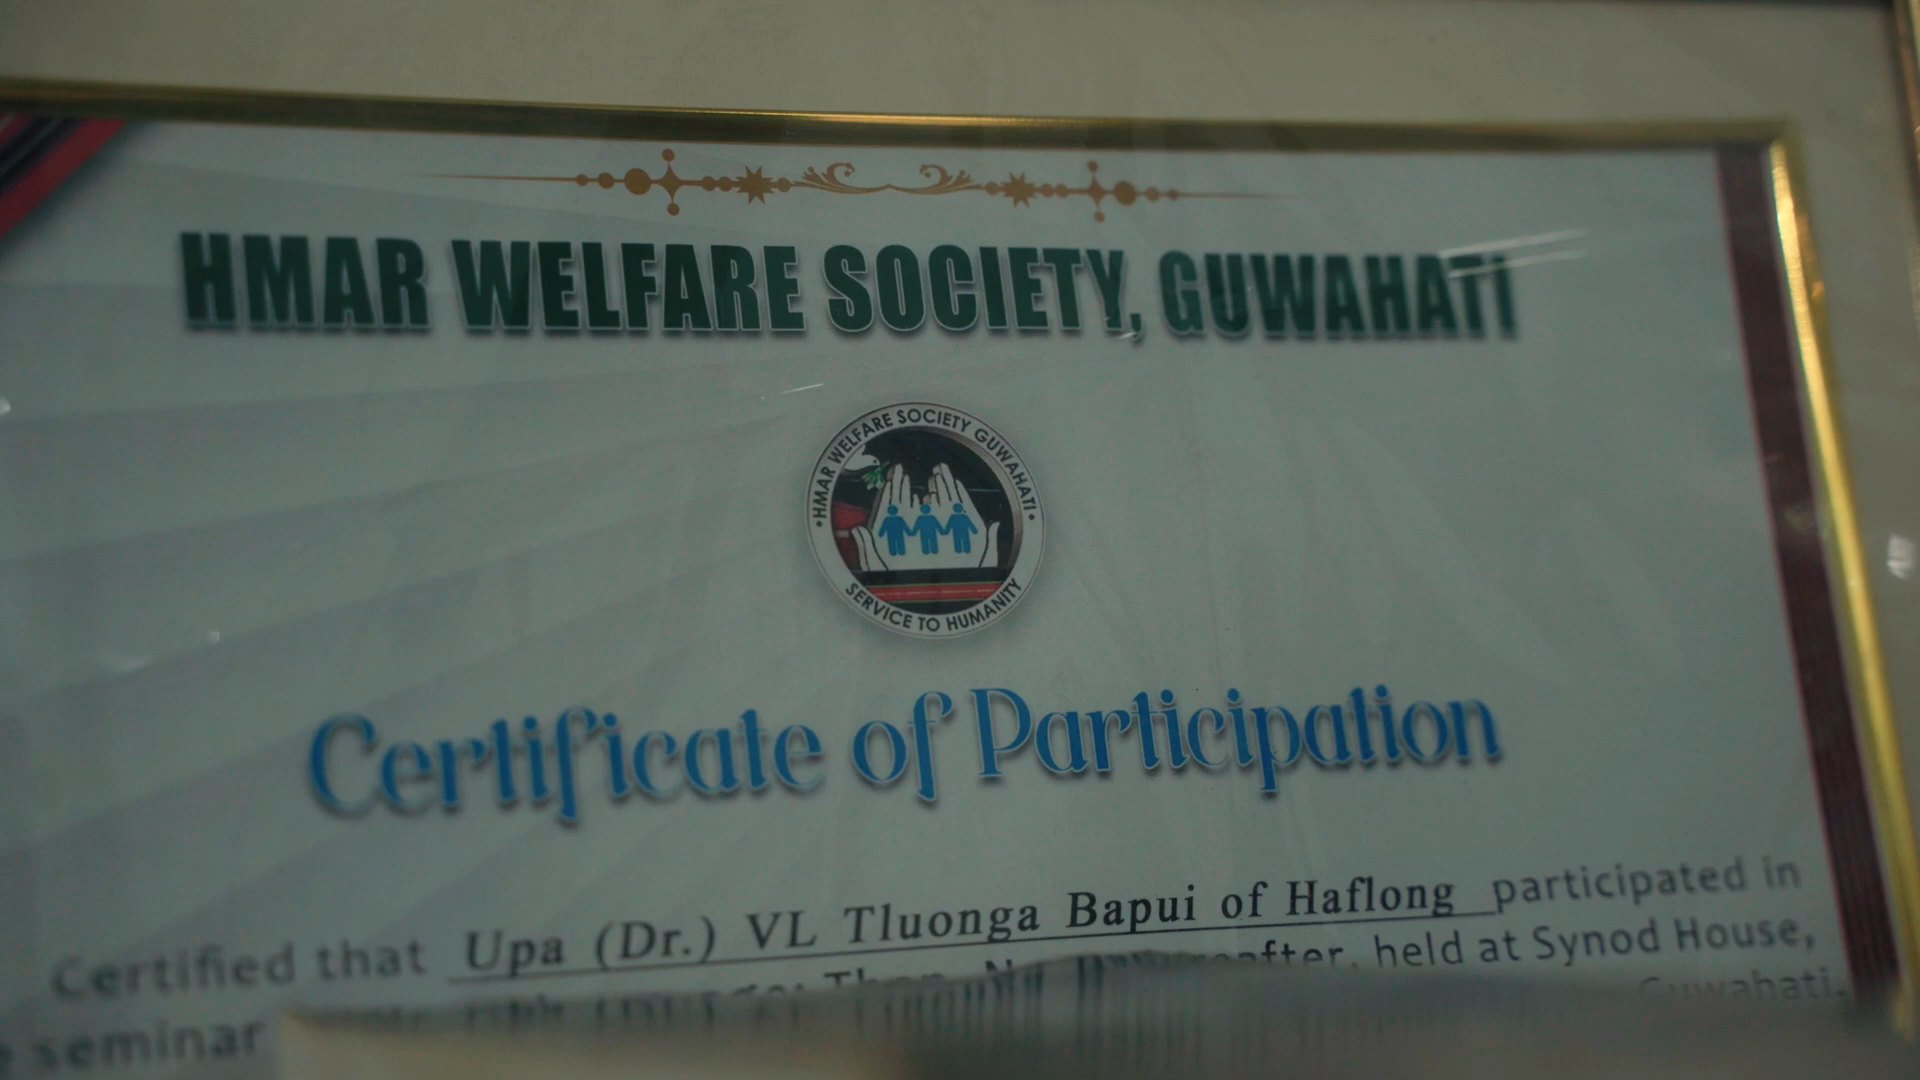 HMAR WELFARE SOCIETY, GUWAHATI
•HMAR WELFARE SOCIETY GUWAHATI•
SERVICE TO HUMANITY
Certificate of Participation
Certified that Upa (Dr.) VL Tluonga Bapui of Haflong participated in
seminar held at Synod House,
Guwahati.